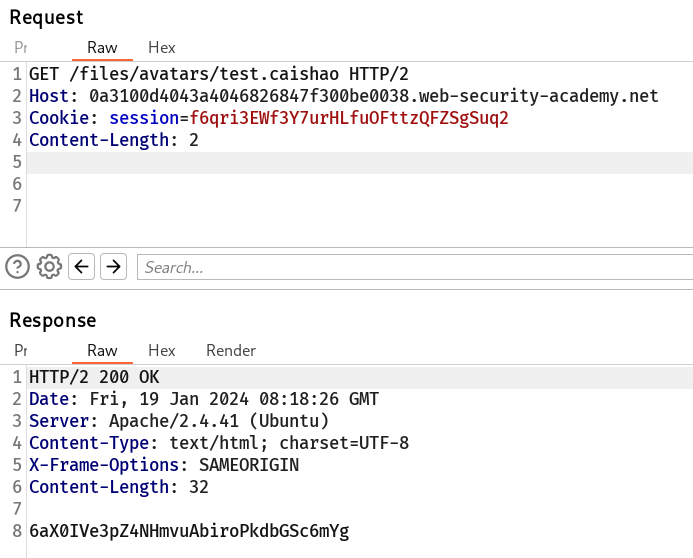 Request
Pr Raw Hex
1 GET /files/avatars/test.caishao HTTP/2
2 Host: 0a3100d4043a4046826847f300be0038.web-security-academy.net
3 Cookie: session=f6qri3EWf3Y7urHLfuOFttzQFZSgSuq2
4 Content-Length: 2
5
6
7
Search...
Response
Pr Raw Hex Render
1 HTTP/2 200 OK
2 Date: Fri, 19 Jan 2024 08:18:26 GMT
3 Server: Apache/2.4.41 (Ubuntu)
4 Content-Type: text/html; charset=UTF-8
5 X-Frame-Options: SAMEORIGIN
6 Content-Length: 32
7
8 6aX0IVe3pZ4NHmvuAbiroPkdbGSc6mYg